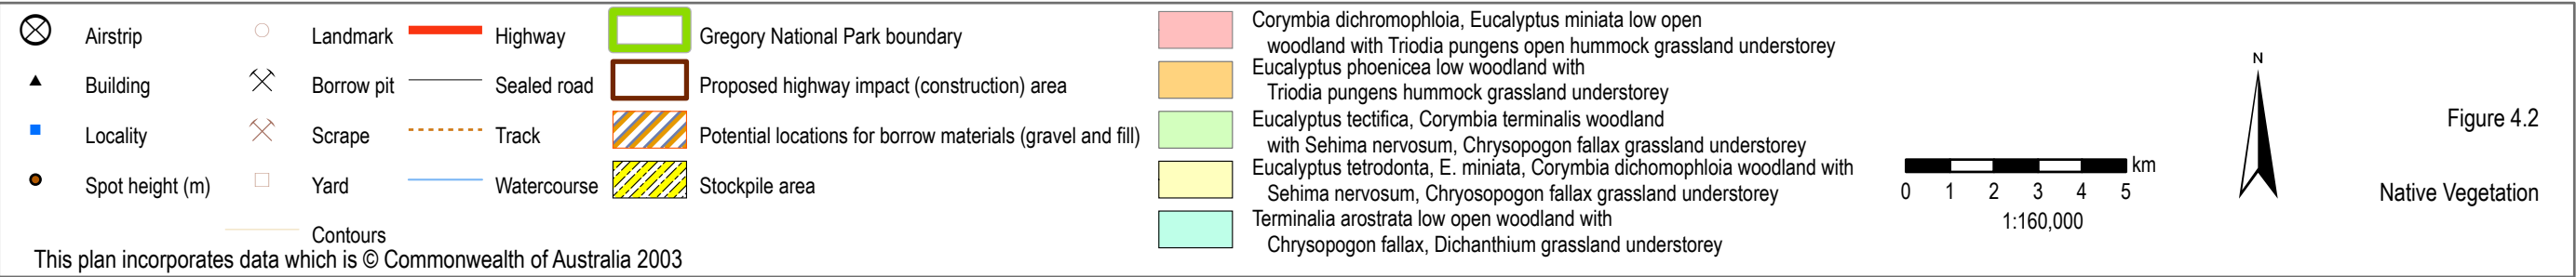 Airstrip
Building
Locality
Spot height (m)
Landmark
Borrow pit
Scrape
Yard
Contours
Highway
Sealed road
Track
Watercourse
Gregory National Park boundary
Proposed highway impact (construction) area
Potential locations for borrow materials (gravel and fill)
Stockpile area
This plan incorporates data which is © Commonwealth of Australia 2003
Corymbia dichromophloia, Eucalyptus miniata low open
woodland with Triodia pungens open hummock grassland understorey
Eucalyptus phoenicea low woodland with
Triodia pungens hummock grassland understorey
Eucalyptus tectifica, Corymbia terminalis woodland
with Sehima nervosum, Chrysopogon fallax grassland understorey
Eucalyptus tetrodonta, E. miniata, Corymbia dichomophloia woodland with
Sehima nervosum, Chryosopogon fallax grassland understorey
Terminalia arostrata low open woodland with
Chrysopogon fallax, Dichanthium grassland understorey
km
0 1 2 3 4 5
1:160,000
N
Figure 4.2
Native Vegetation